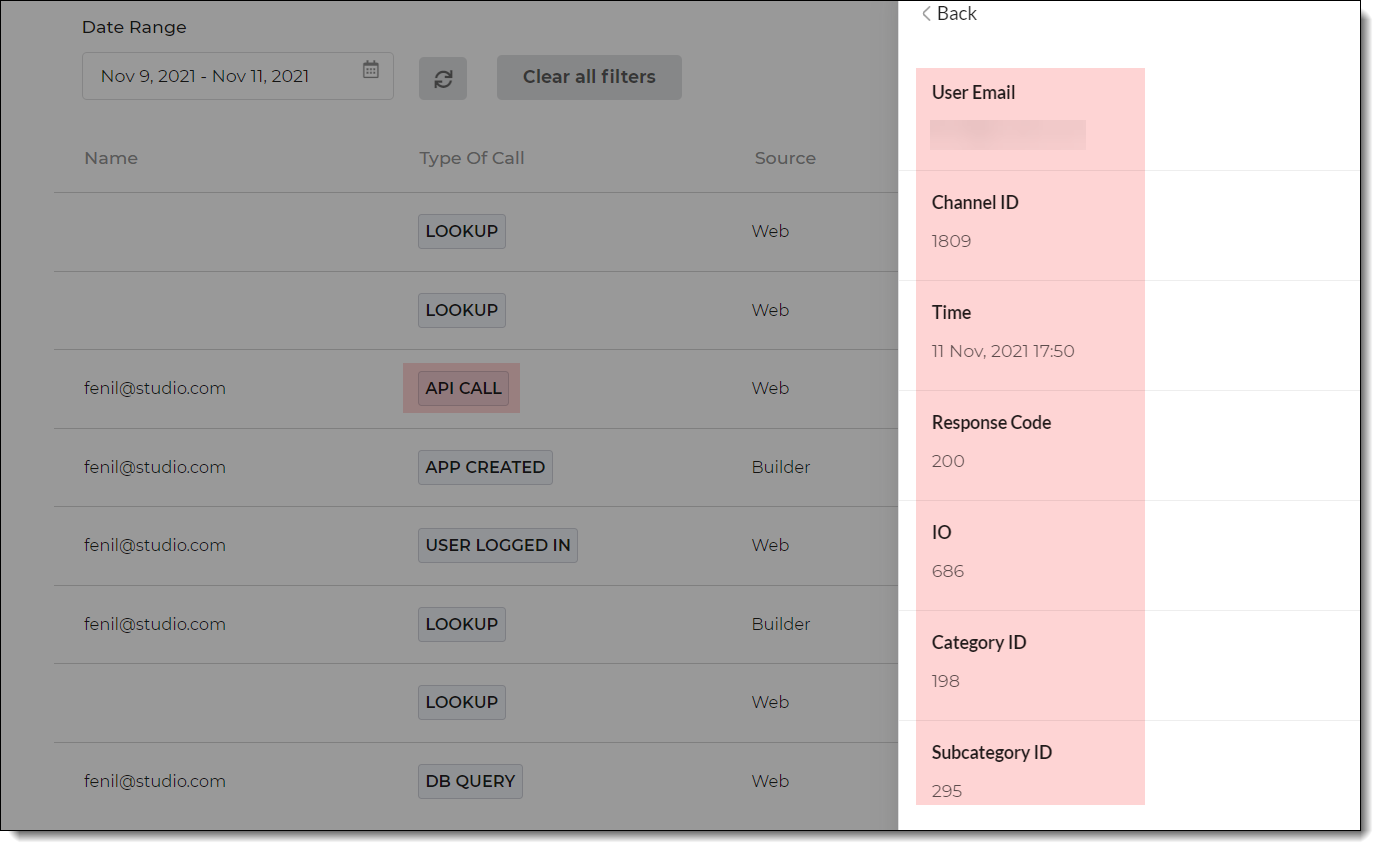 Date Range
Nov 9, 2021 - Nov 11, 2021
Clear all filters
Name Type Of Call Source
LOOKUP Web
LOOKUP Web
fenil@studio.com API CALL Web
fenil@studio.com APP CREATED Builder
fenil@studio.com USER LOGGED IN Web
fenil@studio.com LOOKUP Builder
LOOKUP Web
fenil@studio.com DB QUERY Web
Back
User Email
Channel ID
1809
Time
11 Nov, 2021 17:50
Response Code
200
IO
686
Category ID
198
Subcategory ID
295